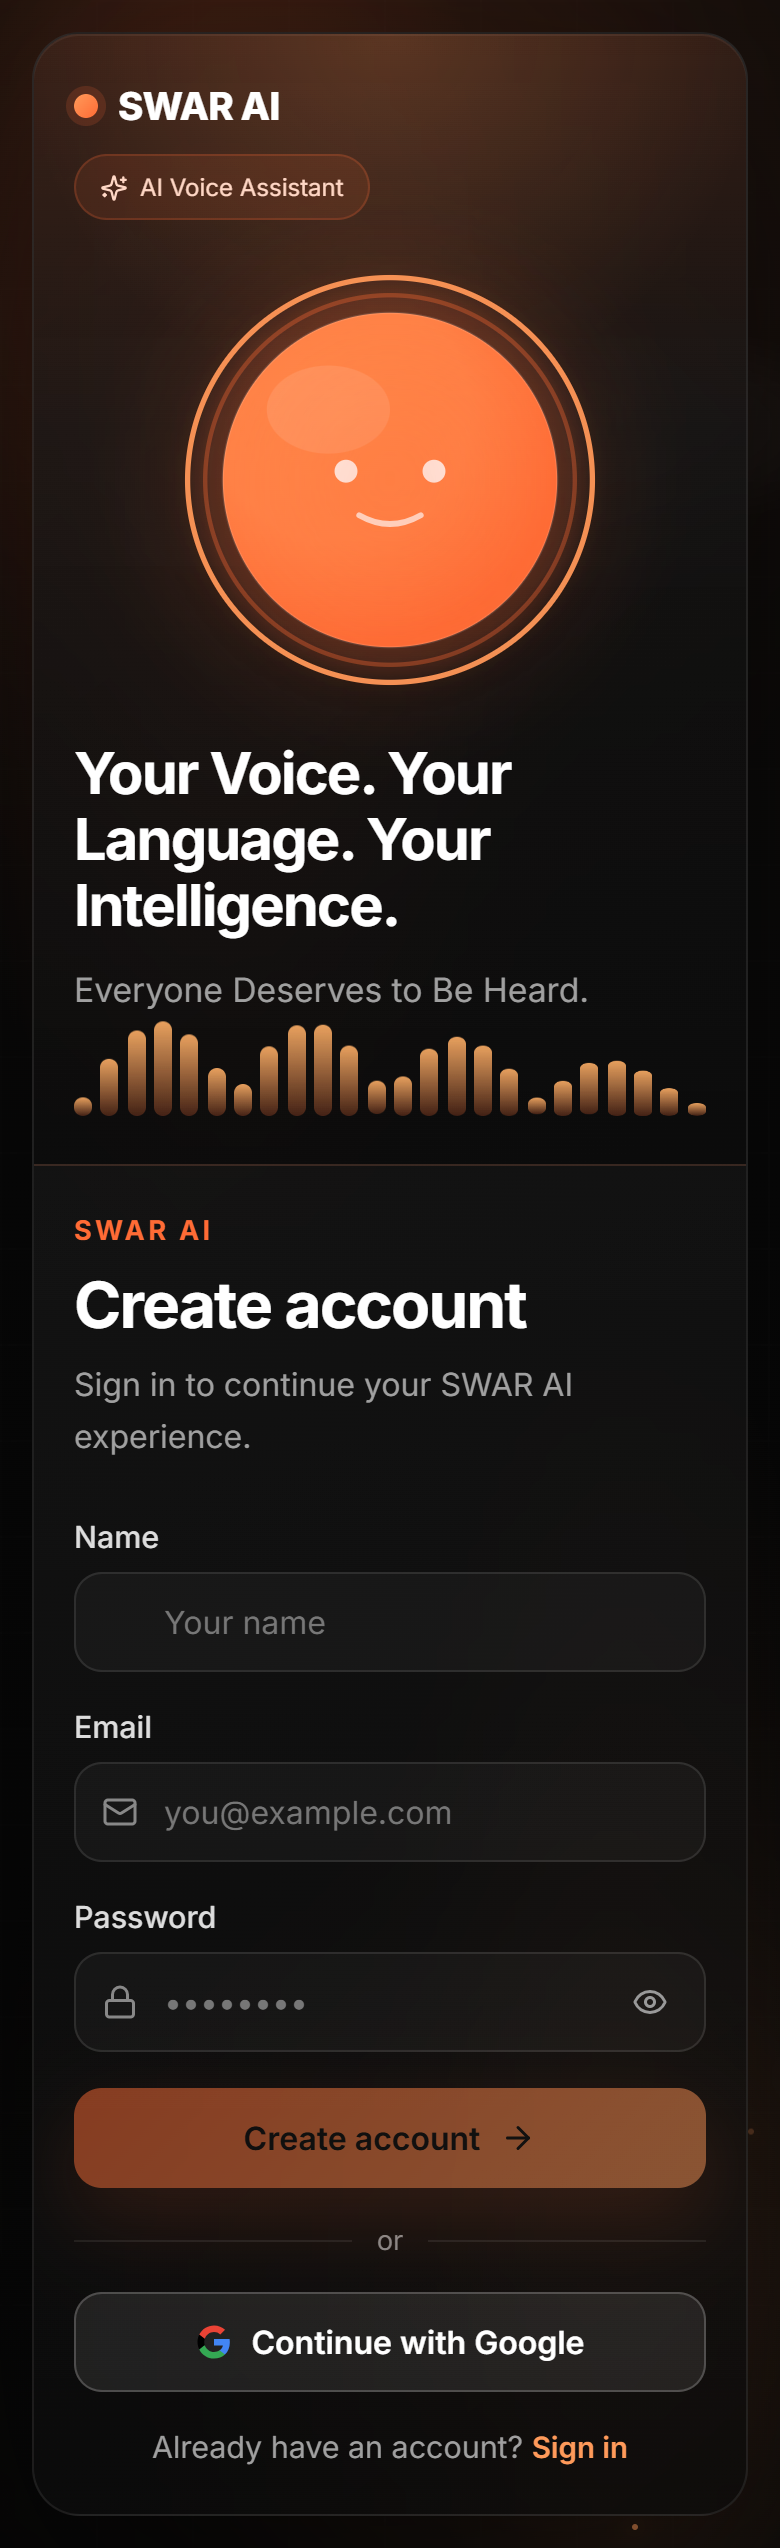 SWAR AI
AI Voice Assistant
Your Voice. Your
Language. Your
Intelligence.
Everyone Deserves to Be Heard.
SWAR AI
Create account
Sign in to continue your SWAR AI
experience.
Name
Your name
Email
you@example.com
Password
••••••••
Create account →
or
Continue with Google
Already have an account? Sign in